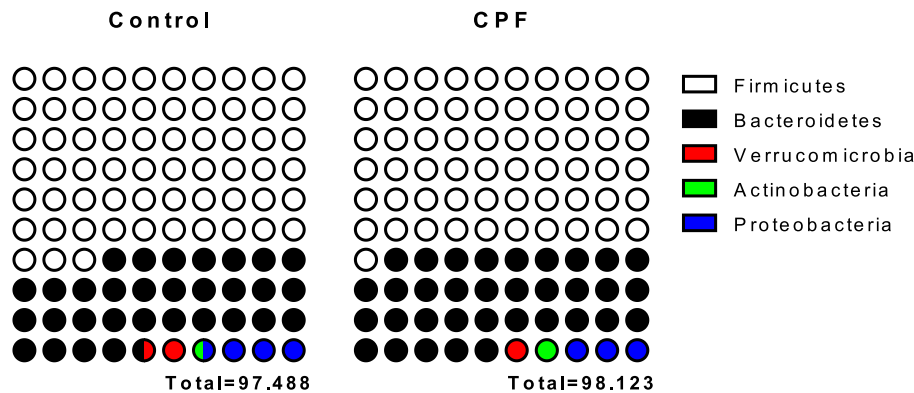 Control
CPF
Firmicutes
Bacteroidetes
Verrucomicrobia
Actinobacteria
Proteobacteria
Total=97.488
Total=98.123